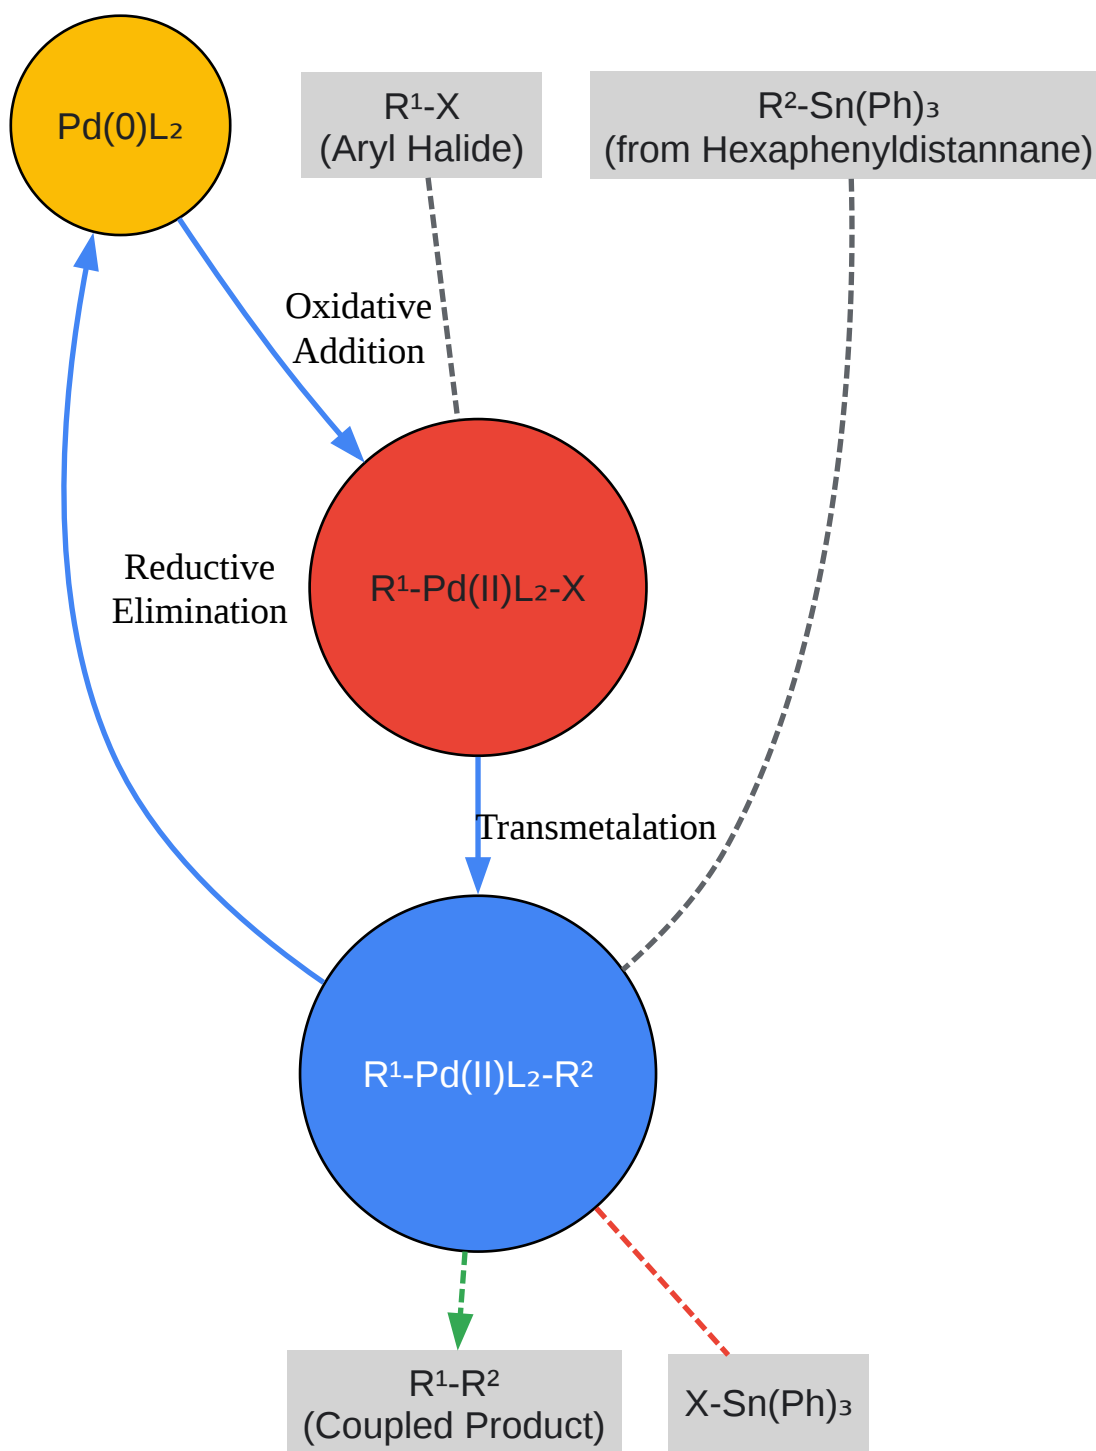 Pd(0)L₂
R¹-X
(Aryl Halide)
R²-Sn(Ph)₃
(from Hexaphenyldistannane)
Oxidative
Addition
Reductive
Elimination
R¹-Pd(II)L₂-X
Transmetalation
R¹-Pd(II)L₂-R²
R¹-R²
(Coupled Product)
X-Sn(Ph)₃